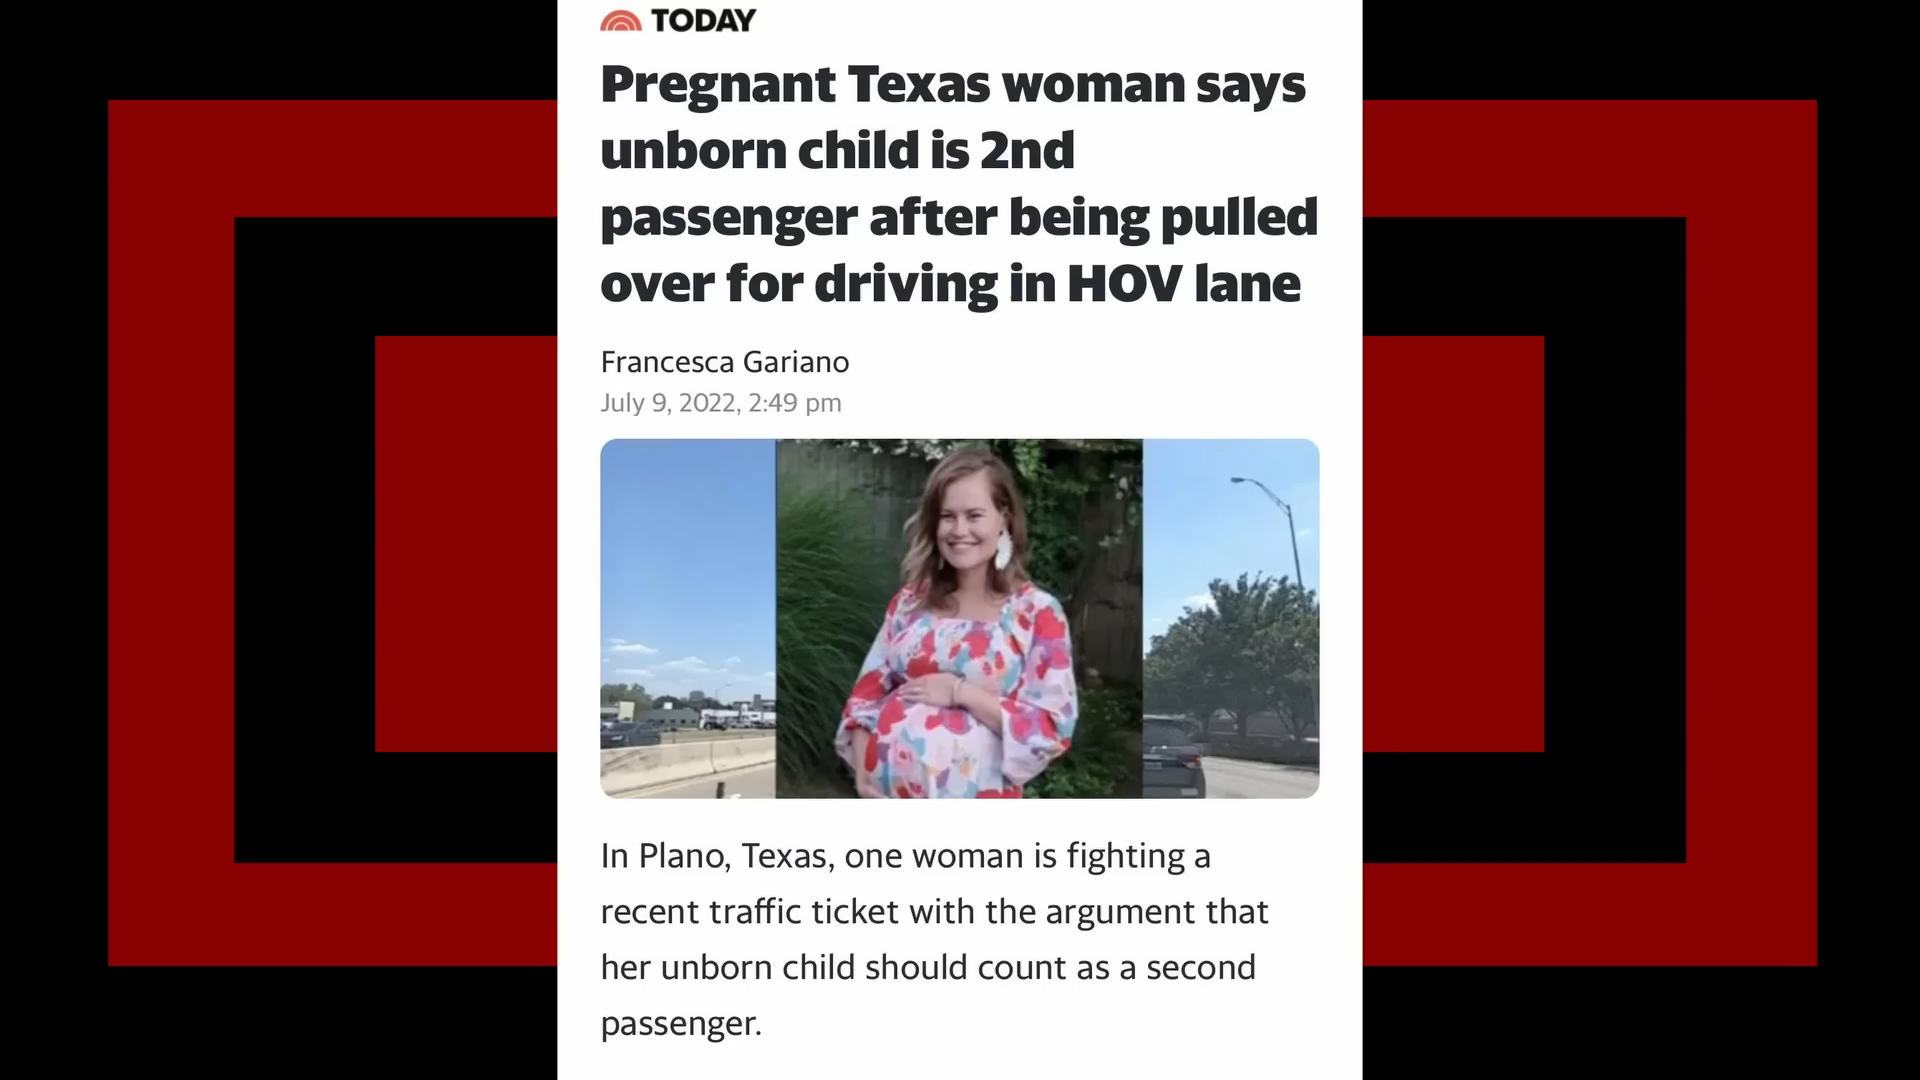 TODAY
Pregnant Texas woman says
unborn child is 2nd
passenger after being pulled
over for driving in HOV lane
Francesca Gariano
July 9, 2022, 2:49 pm
In Plano, Texas, one woman is fighting a
recent traffic ticket with the argument that
her unborn child should count as a second
passenger.